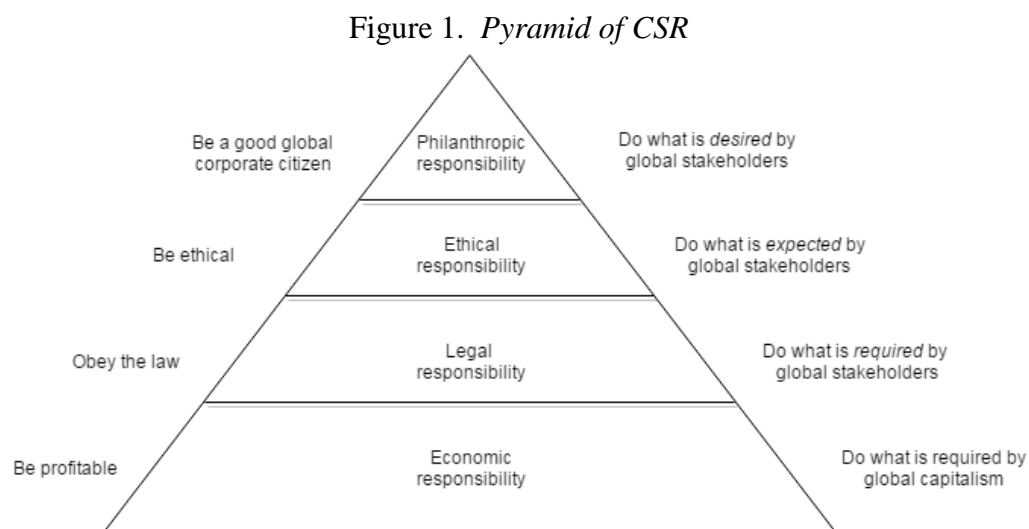 Figure 1. Pyramid of CSR
Be a good global
corporate citizen
Philanthropic
responsibility
Do what is desired by
global stakeholders
Be ethical
Ethical
responsibility
Do what is expected by
global stakeholders
Obey the law
Legal
responsibility
Do what is required by
global stakeholders
Be profitable
Economic
responsibility
Do what is required by
global capitalism